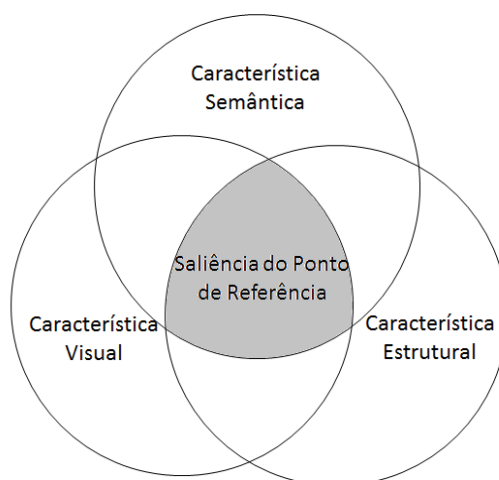 Característica
Semântica
Saliência do Ponto
de Referência
Característica
Visual
Característica
Estrutural